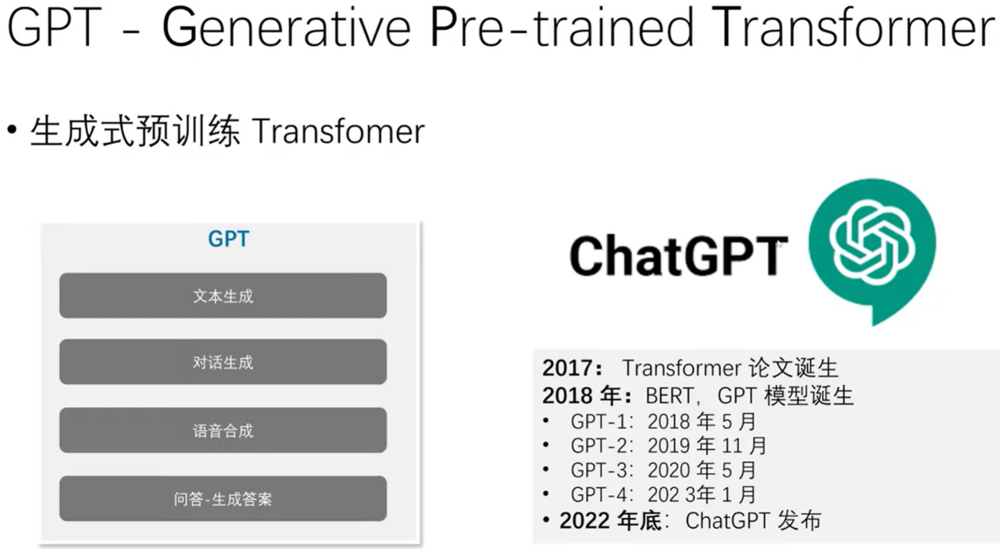 GPT - Generative Pre-trained Transformer
• 生成式预训练 Transfomer
GPT
文本生成
对话生成
语音合成
问答-生成答案
ChatGPT
2017： Transformer 论文诞生
2018 年：BERT，GPT 模型诞生
• GPT-1：2018 年 5 月
• GPT-2：2019 年 11 月
• GPT-3：2020 年 5 月
• GPT-4：202 3年 1 月
• 2022 年底：ChatGPT 发布